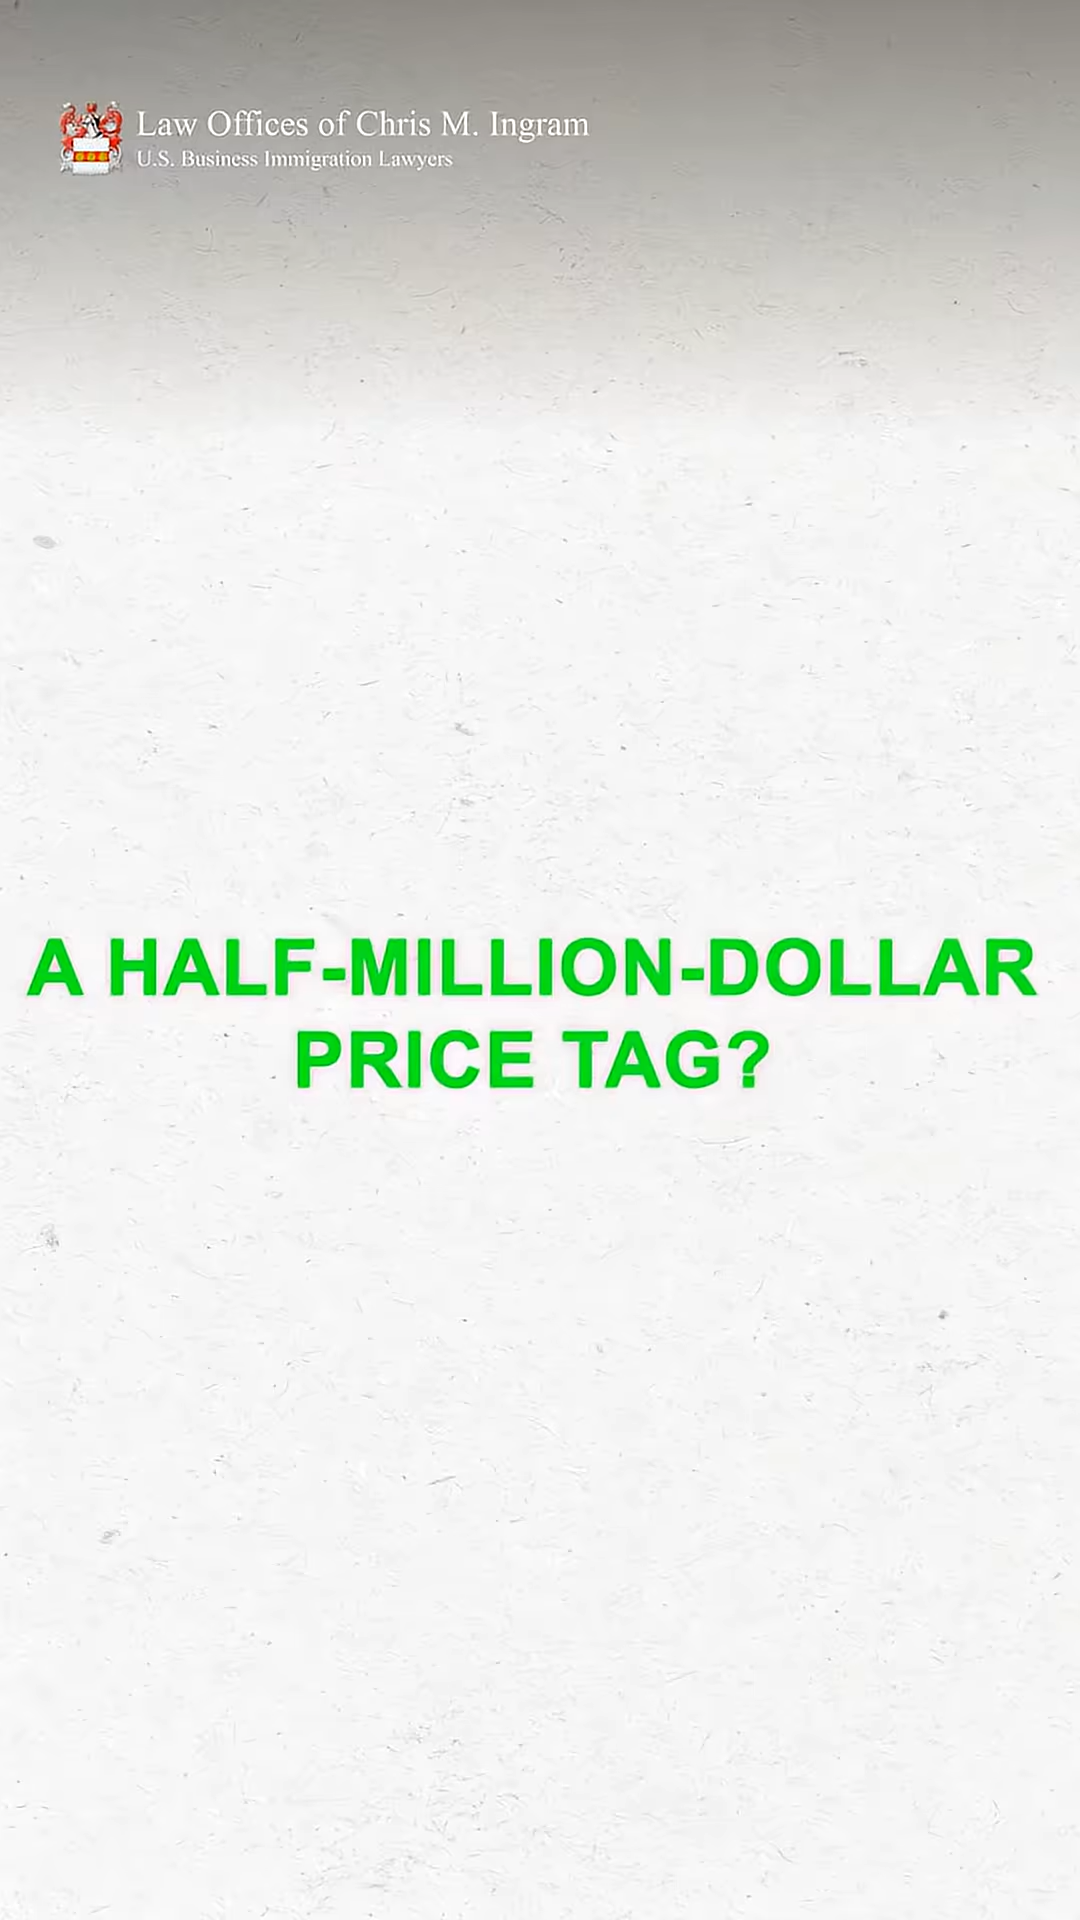 Law Offices of Chris M. Ingram
U.S. Business Immigration Lawyers
A HALF-MILLION-DOLLAR
PRICE TAG?